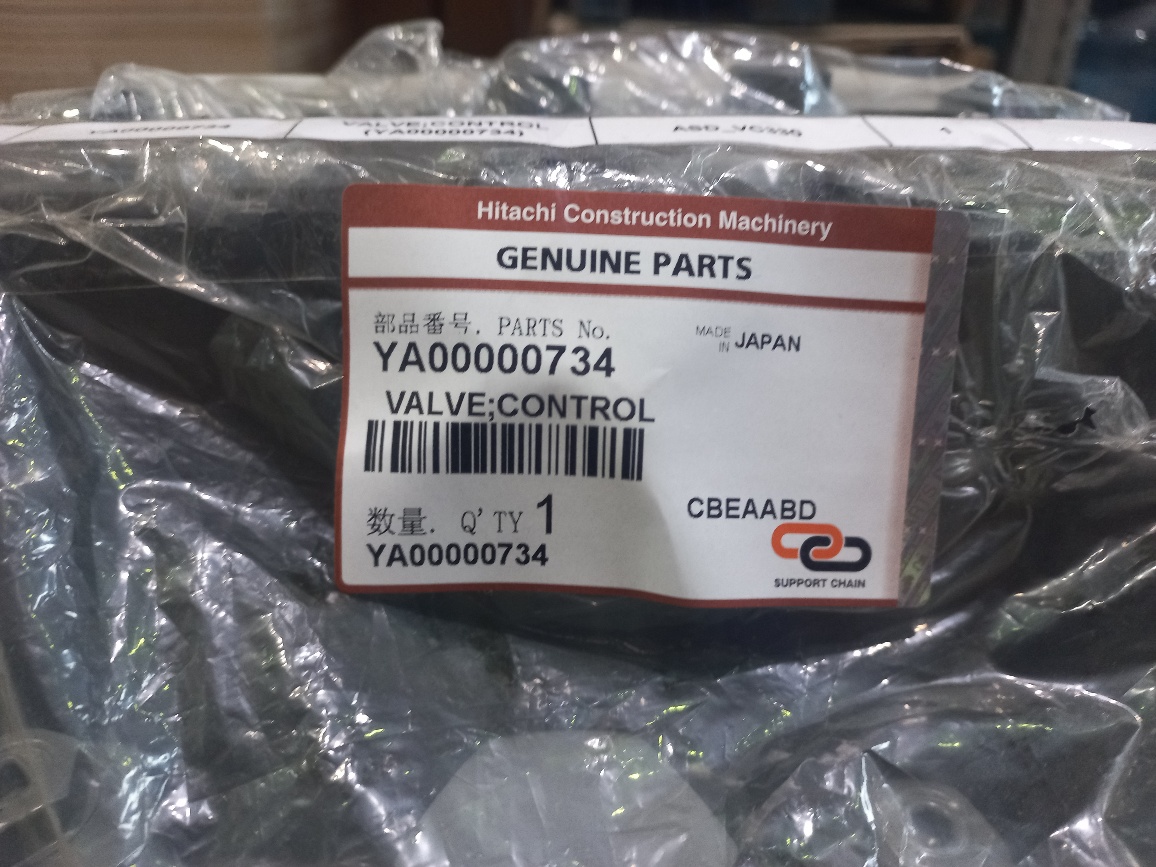 VALVE;CONTROL
(YA00000734)
1
Hitachi Construction Machinery
GENUINE PARTS
部品番号. PARTS No.
MADE IN JAPAN
YA00000734
VALVE;CONTROL
数量. Q'TY 1
CBEAABD
YA00000734
SUPPORT CHAIN